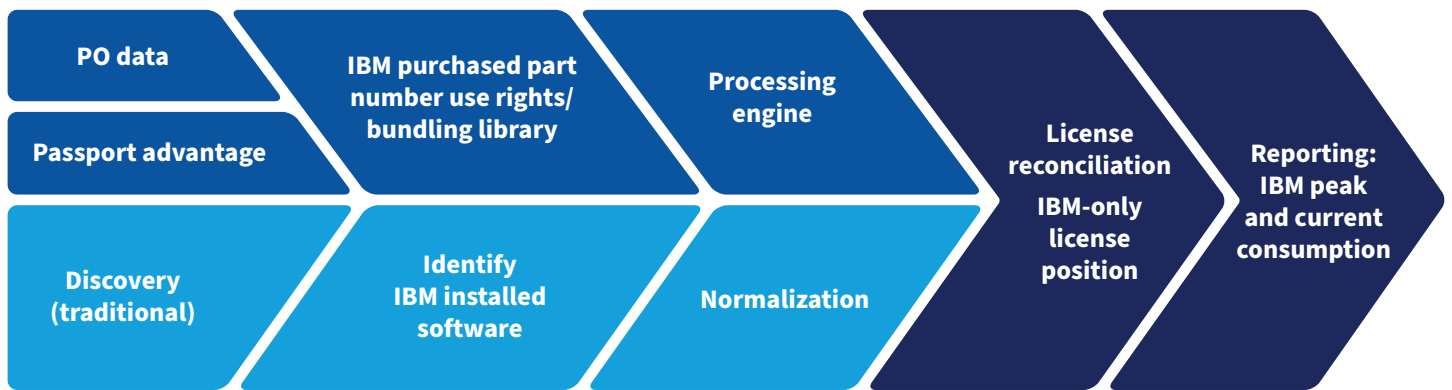 PO data
Passport advantage
IBM purchased part
number use rights/
bundling library
Processing
engine
Discovery
(traditional)
Identify
IBM installed
software
Normalization
License
reconciliation
IBM-only
license
position
Reporting:
IBM peak
and current
consumption